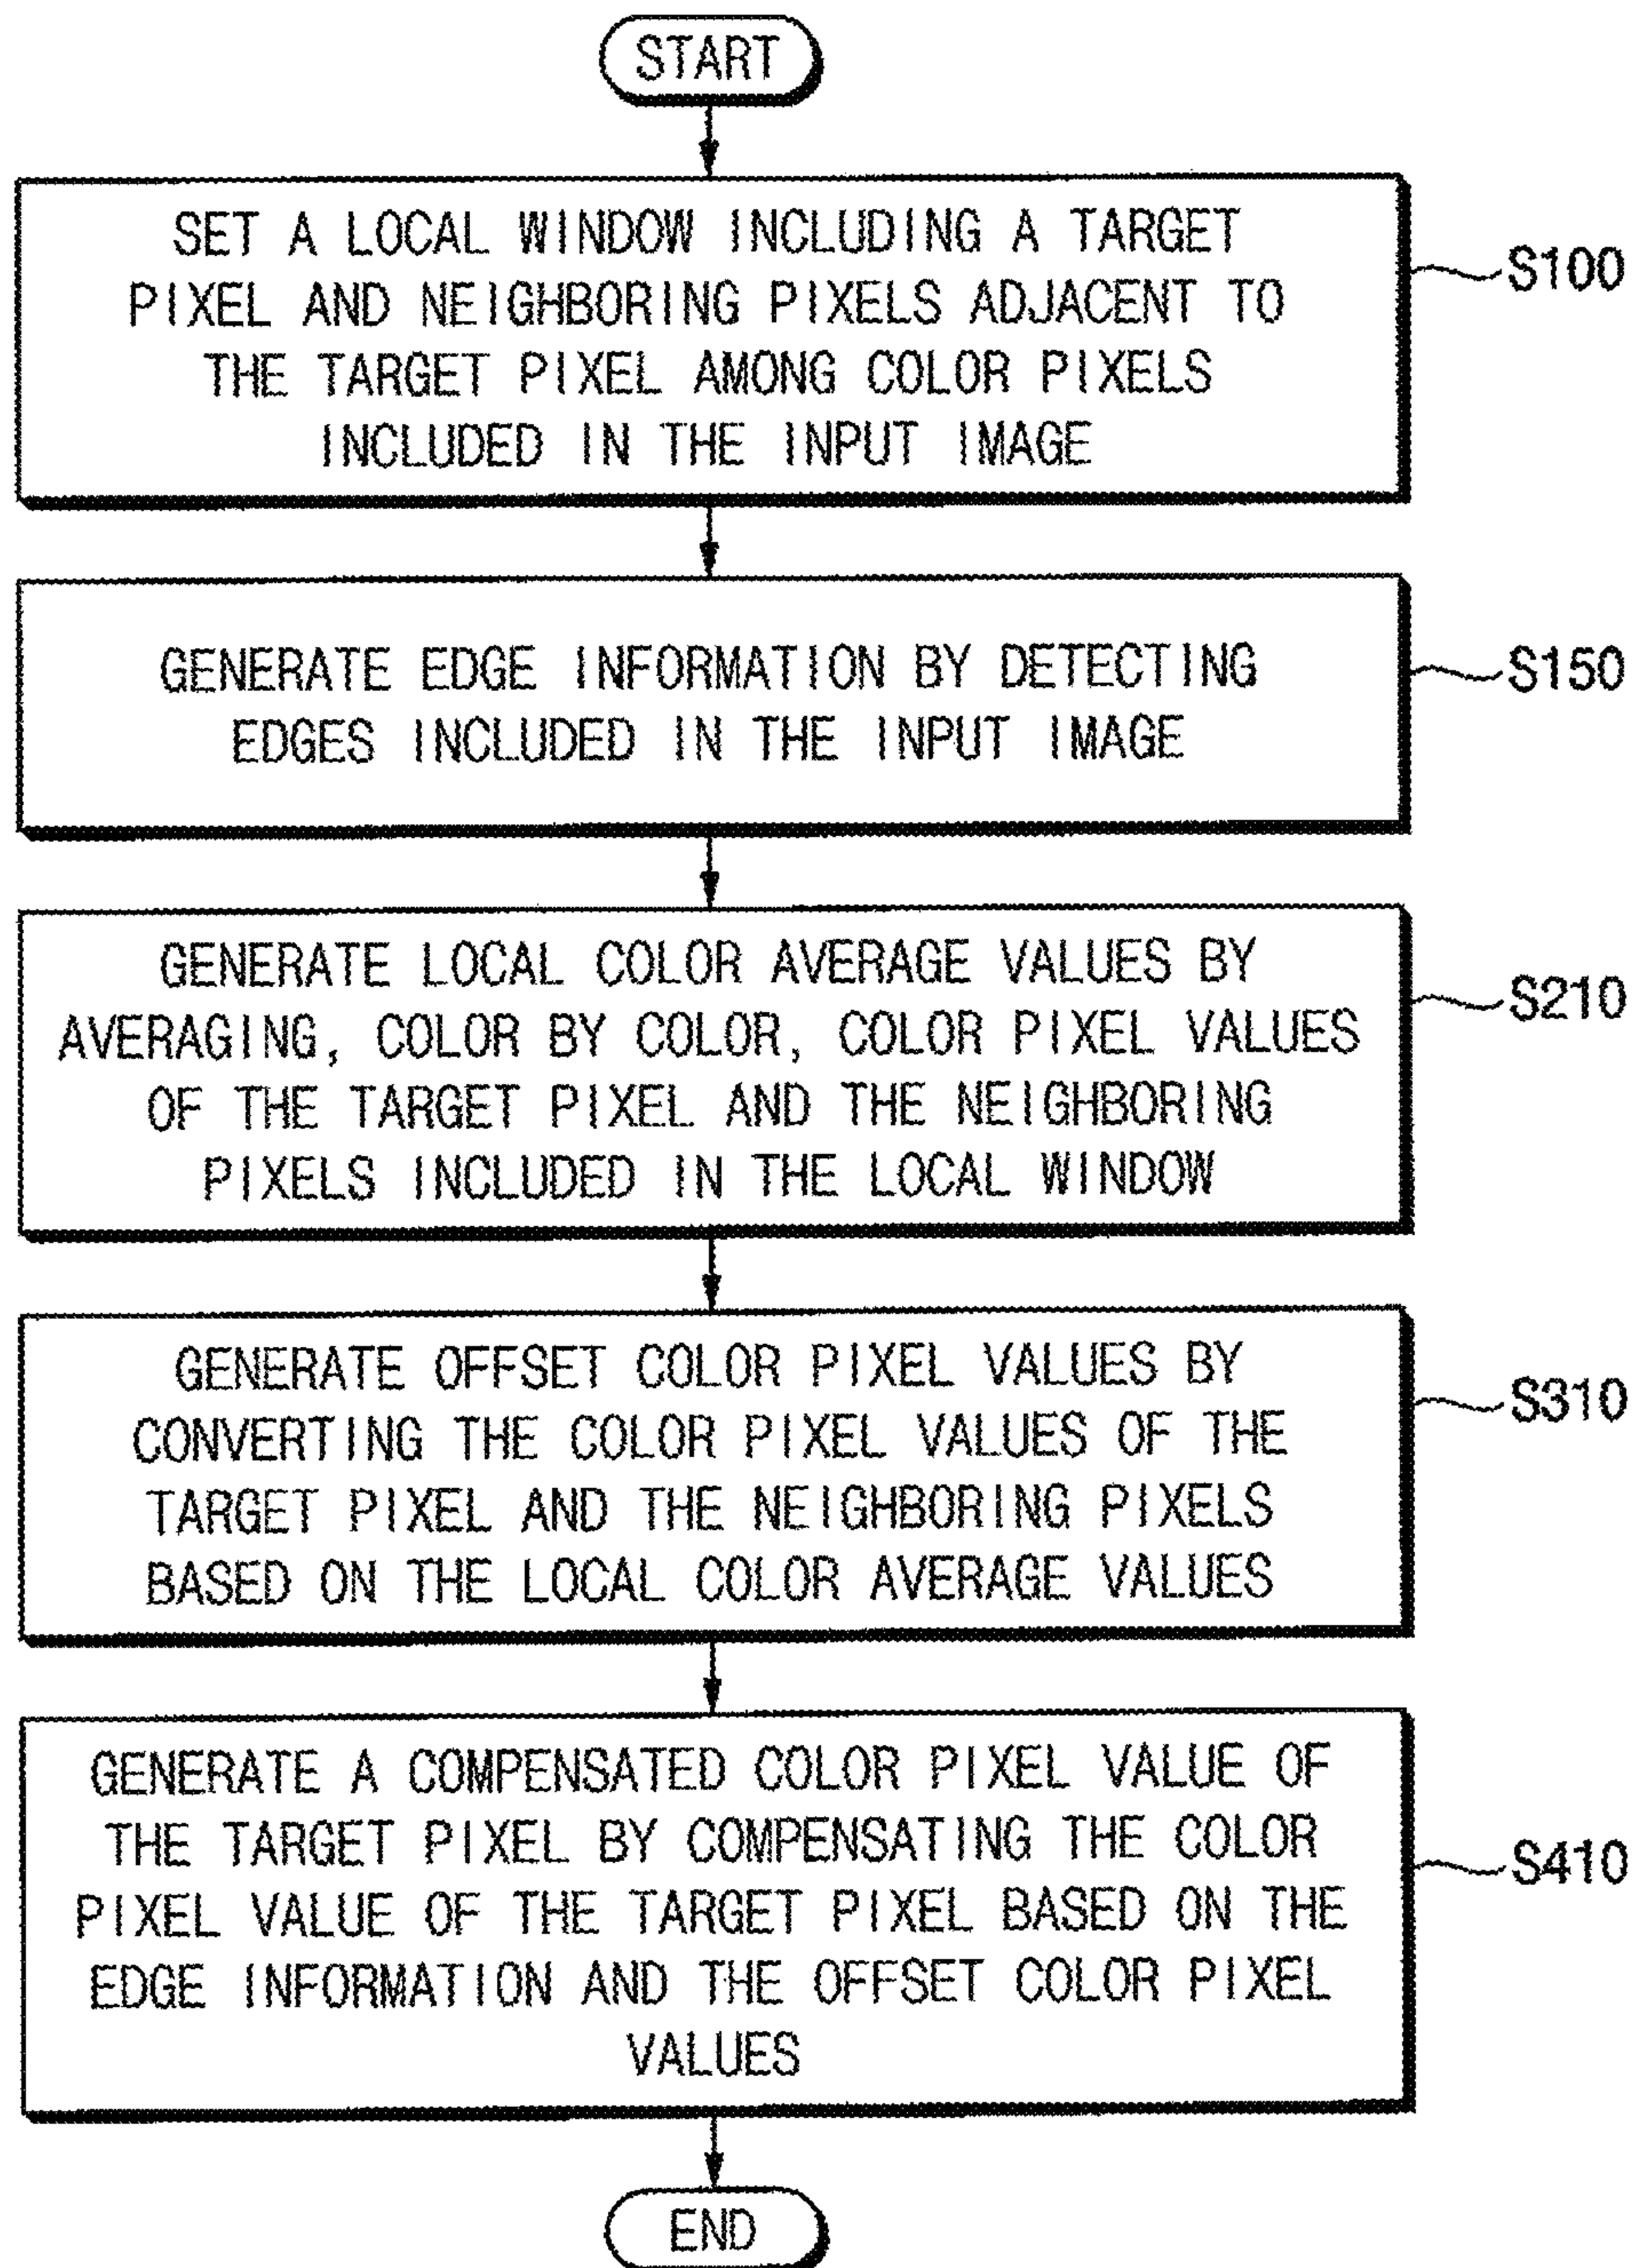 START
SET A LOCAL WINDOW INCLUDING A TARGET
PIXEL AND NEIGHBORING PIXELS ADJACENT TO
THE TARGET PIXEL AMONG COLOR PIXELS
INCLUDED IN THE INPUT IMAGE
S100
GENERATE EDGE INFORMATION BY DETECTING
EDGES INCLUDED IN THE INPUT IMAGE
S150
GENERATE LOCAL COLOR AVERAGE VALUES BY
AVERAGING, COLOR BY COLOR, COLOR PIXEL VALUES
OF THE TARGET PIXEL AND THE NEIGHBORING
PIXELS INCLUDED IN THE LOCAL WINDOW
S210
GENERATE OFFSET COLOR PIXEL VALUES BY
CONVERTING THE COLOR PIXEL VALUES OF THE
TARGET PIXEL AND THE NEIGHBORING PIXELS
BASED ON THE LOCAL COLOR AVERAGE VALUES
S310
GENERATE A COMPENSATED COLOR PIXEL VALUE OF
THE TARGET PIXEL BY COMPENSATING THE COLOR
PIXEL VALUE OF THE TARGET PIXEL BASED ON THE
EDGE INFORMATION AND THE OFFSET COLOR PIXEL
VALUES
S410
END